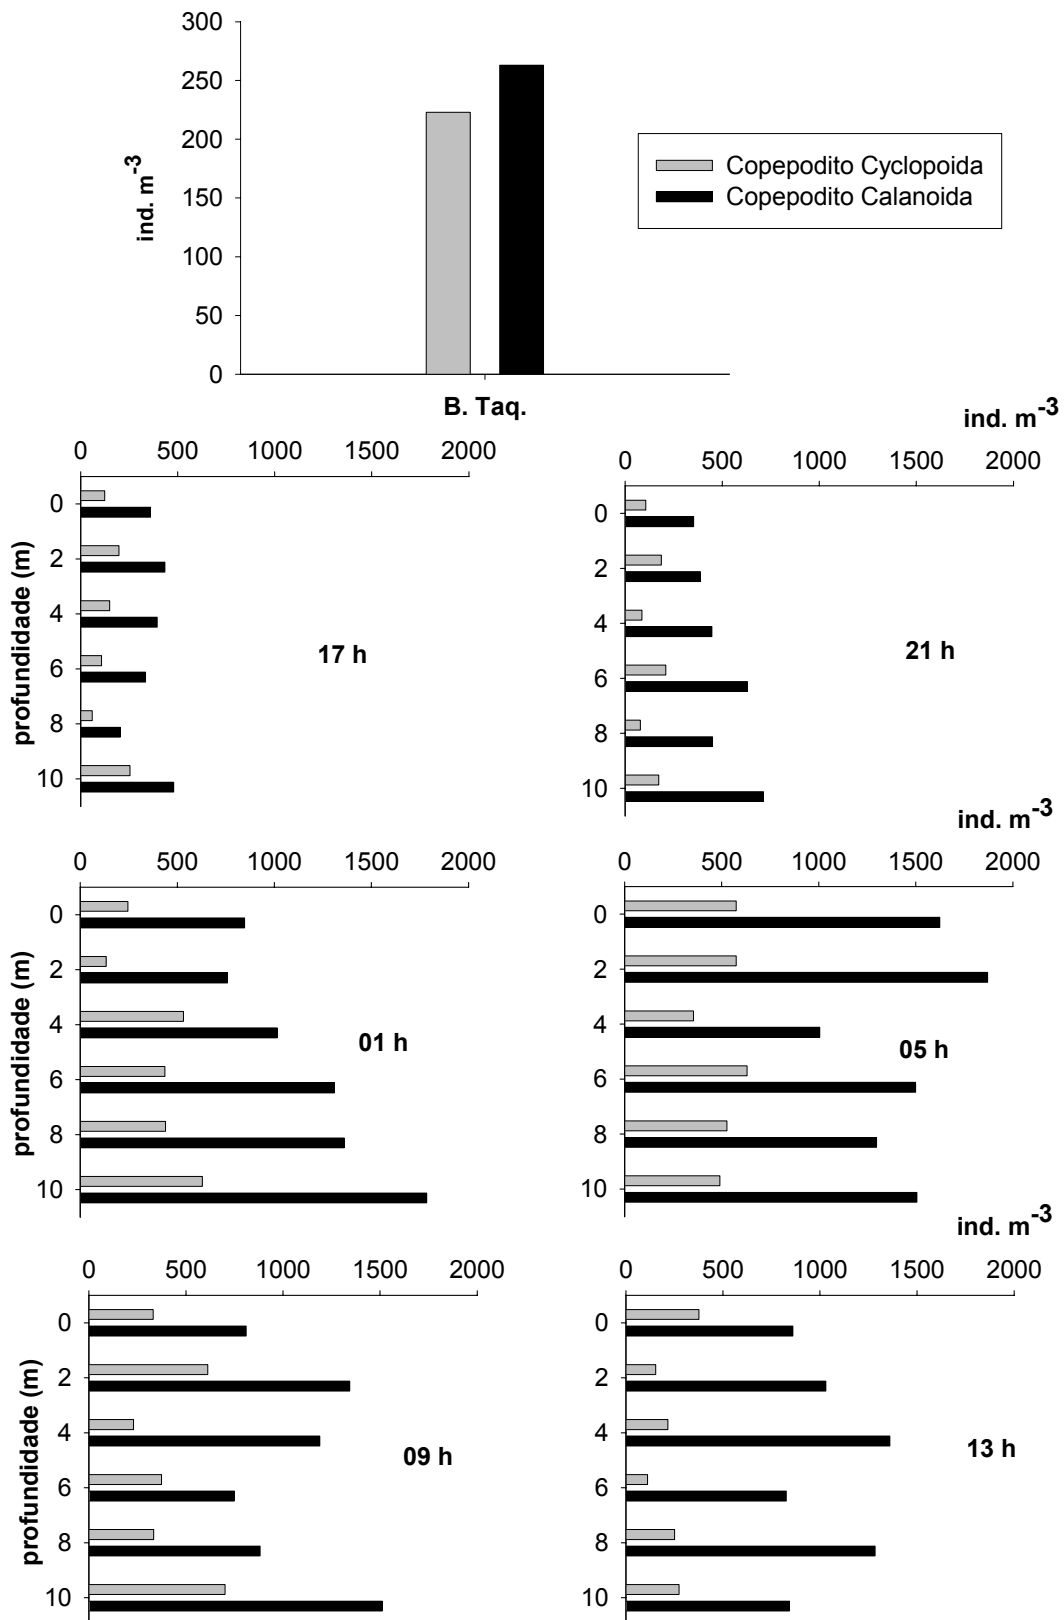 300
250
200
150
100
50
0
ind. m-3
Copepodito Cyclopoida
Copepodito Calanoida
B. Taq.
ind. m-3
0 500 1000 1500 2000
0
2
4
6
8
10
profundidade (m)
17 h
0 500 1000 1500 2000
0
2
4
6
8
10
21 h
ind. m-3
0 500 1000 1500 2000
0
2
4
6
8
10
profundidade (m)
01 h
0 500 1000 1500 2000
0
2
4
6
8
10
05 h
ind. m-3
0 500 1000 1500 2000
0
2
4
6
8
10
profundidade (m)
09 h
0 500 1000 1500 2000
0
2
4
6
8
10
13 h